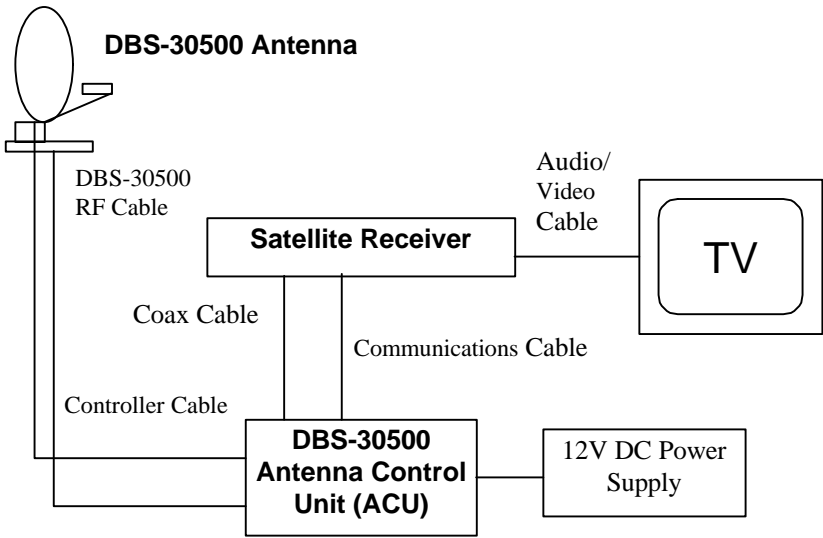 DBS-30500 Antenna
DBS-30500
RF Cable
Audio/
Video
Cable
Satellite Receiver
TV
Coax Cable
Communications Cable
Controller Cable
DBS-30500
Antenna Control
Unit (ACU)
12V DC Power
Supply